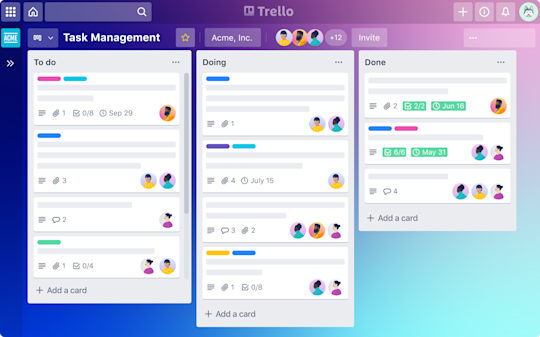 Trello
ACME
Task Management
Acme, Inc.
+12
Invite
To do
1
0/8
Sep 29
3
2
1
0/4
+ Add a card
Doing
1
4
July 15
3
2
1
0/8
+ Add a card
Done
2
2/2
Jun 16
6/6
May 31
4
+ Add a card